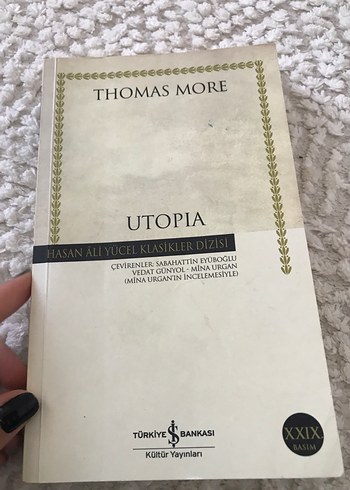 THOMAS MORE
UTOPIA
HASAN ÂLİ YÜCEL KLASİKLER DİZİSİ
ÇEVİRENLER: SABAHATTİN EYÜBOĞLU
VEDAT GÜNYOL - MİNA URGAN
(MİNA URGAN'IN İNCELEMESİYLE)
TÜRKİYE İŞ BANKASI
Kültür Yayınları
XXIX.
BASIM